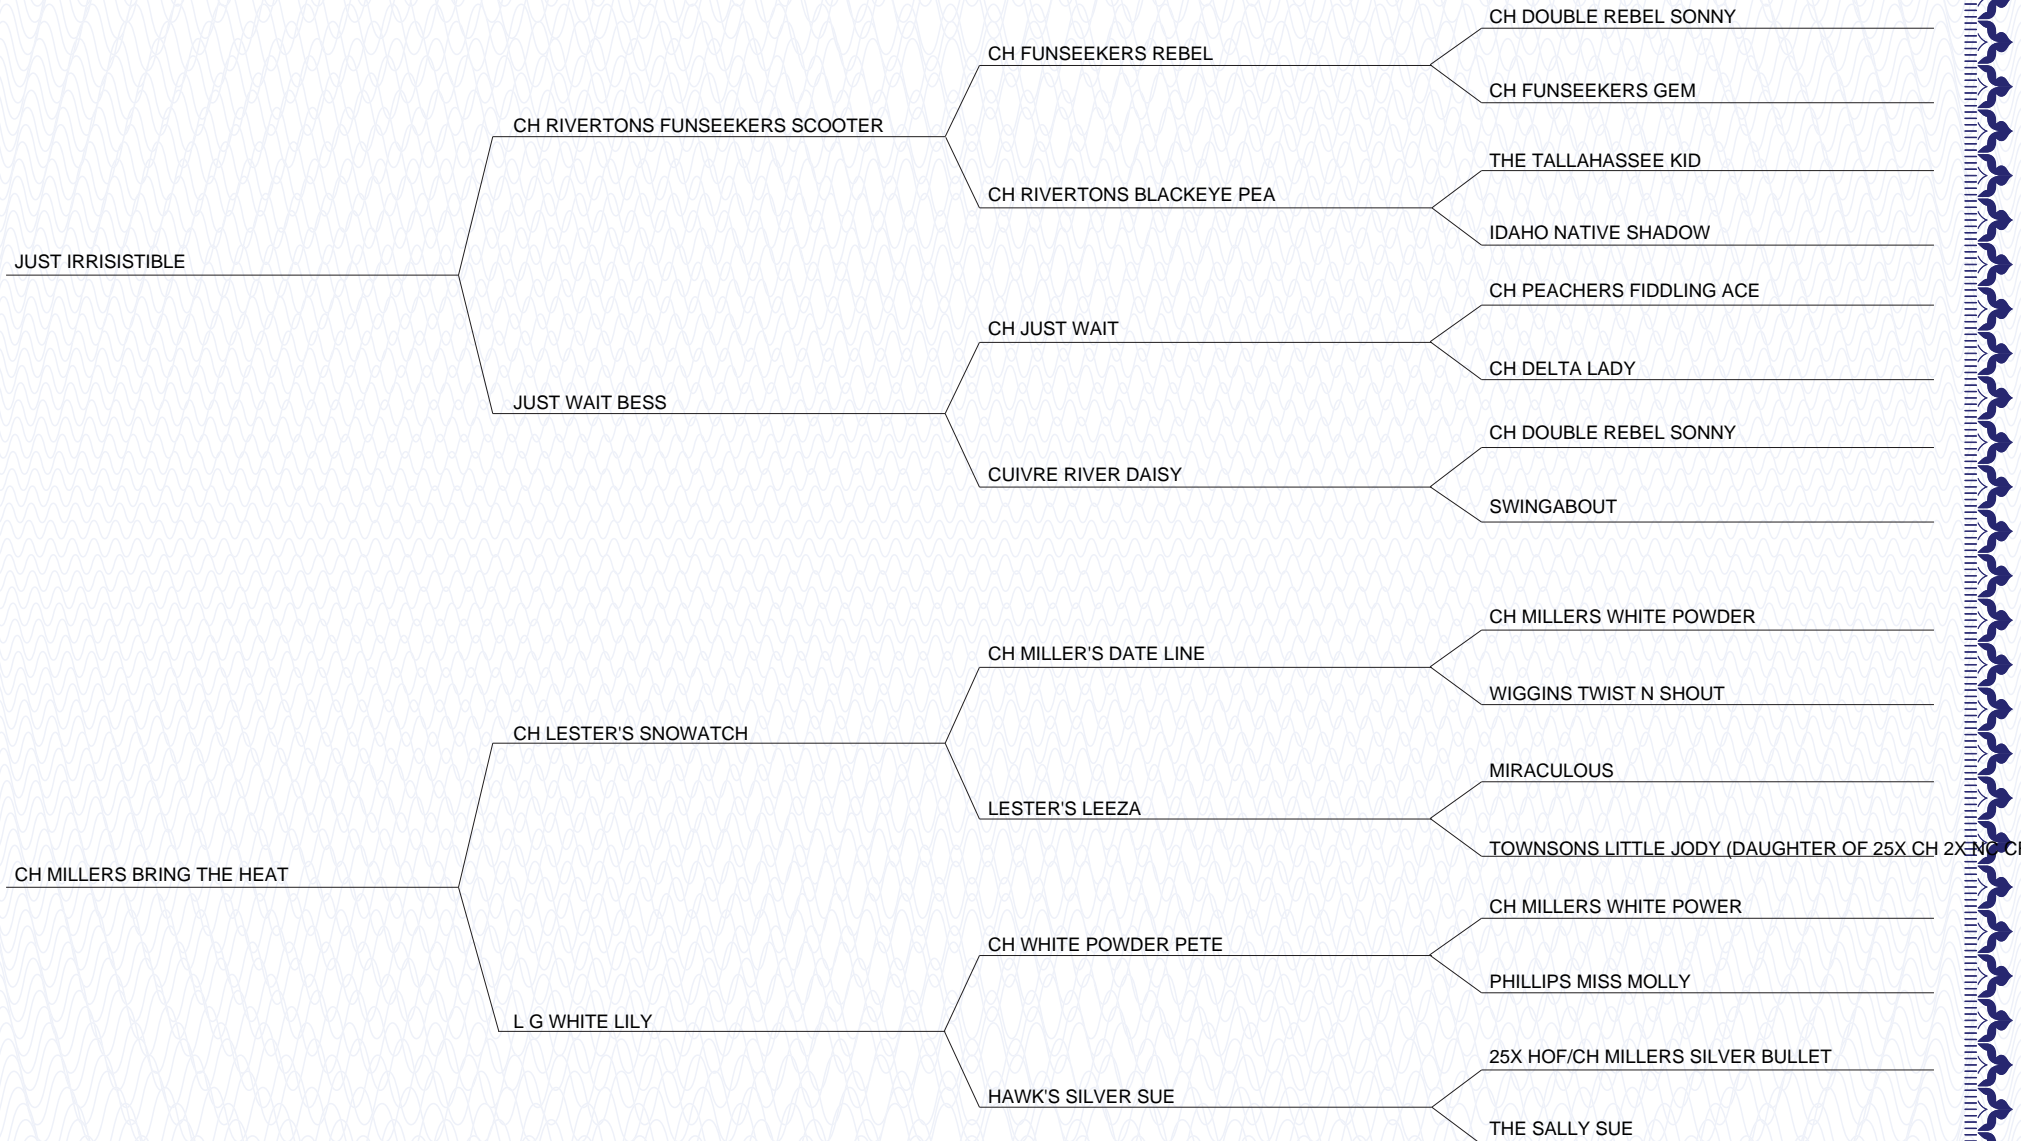 CH DOUBLE REBEL SONNY
CH FUNSEEKERS REBEL
CH FUNSEEKERS GEM
CH RIVERTONS FUNSEEKERS SCOOTER
THE TALLAHASSEE KID
CH RIVERTONS BLACKEYE PEA
IDAHO NATIVE SHADOW
JUST IRRISISTIBLE
CH PEACHERS FIDDLING ACE
CH JUST WAIT
CH DELTA LADY
JUST WAIT BESS
CH DOUBLE REBEL SONNY
CUIVRE RIVER DAISY
SWINGABOUT
CH MILLERS WHITE POWDER
CH MILLER'S DATE LINE
WIGGINS TWIST N SHOUT
CH LESTER'S SNOWATCH
MIRACULOUS
LESTER'S LEEZA
TOWNSONS LITTLE JODY (DAUGHTER OF 25X CH 2X NC
CH MILLERS BRING THE HEAT
CH MILLERS WHITE POWER
CH WHITE POWDER PETE
PHILLIPS MISS MOLLY
L G WHITE LILY
25X HOF/CH MILLERS SILVER BULLET
HAWK'S SILVER SUE
THE SALLY SUE